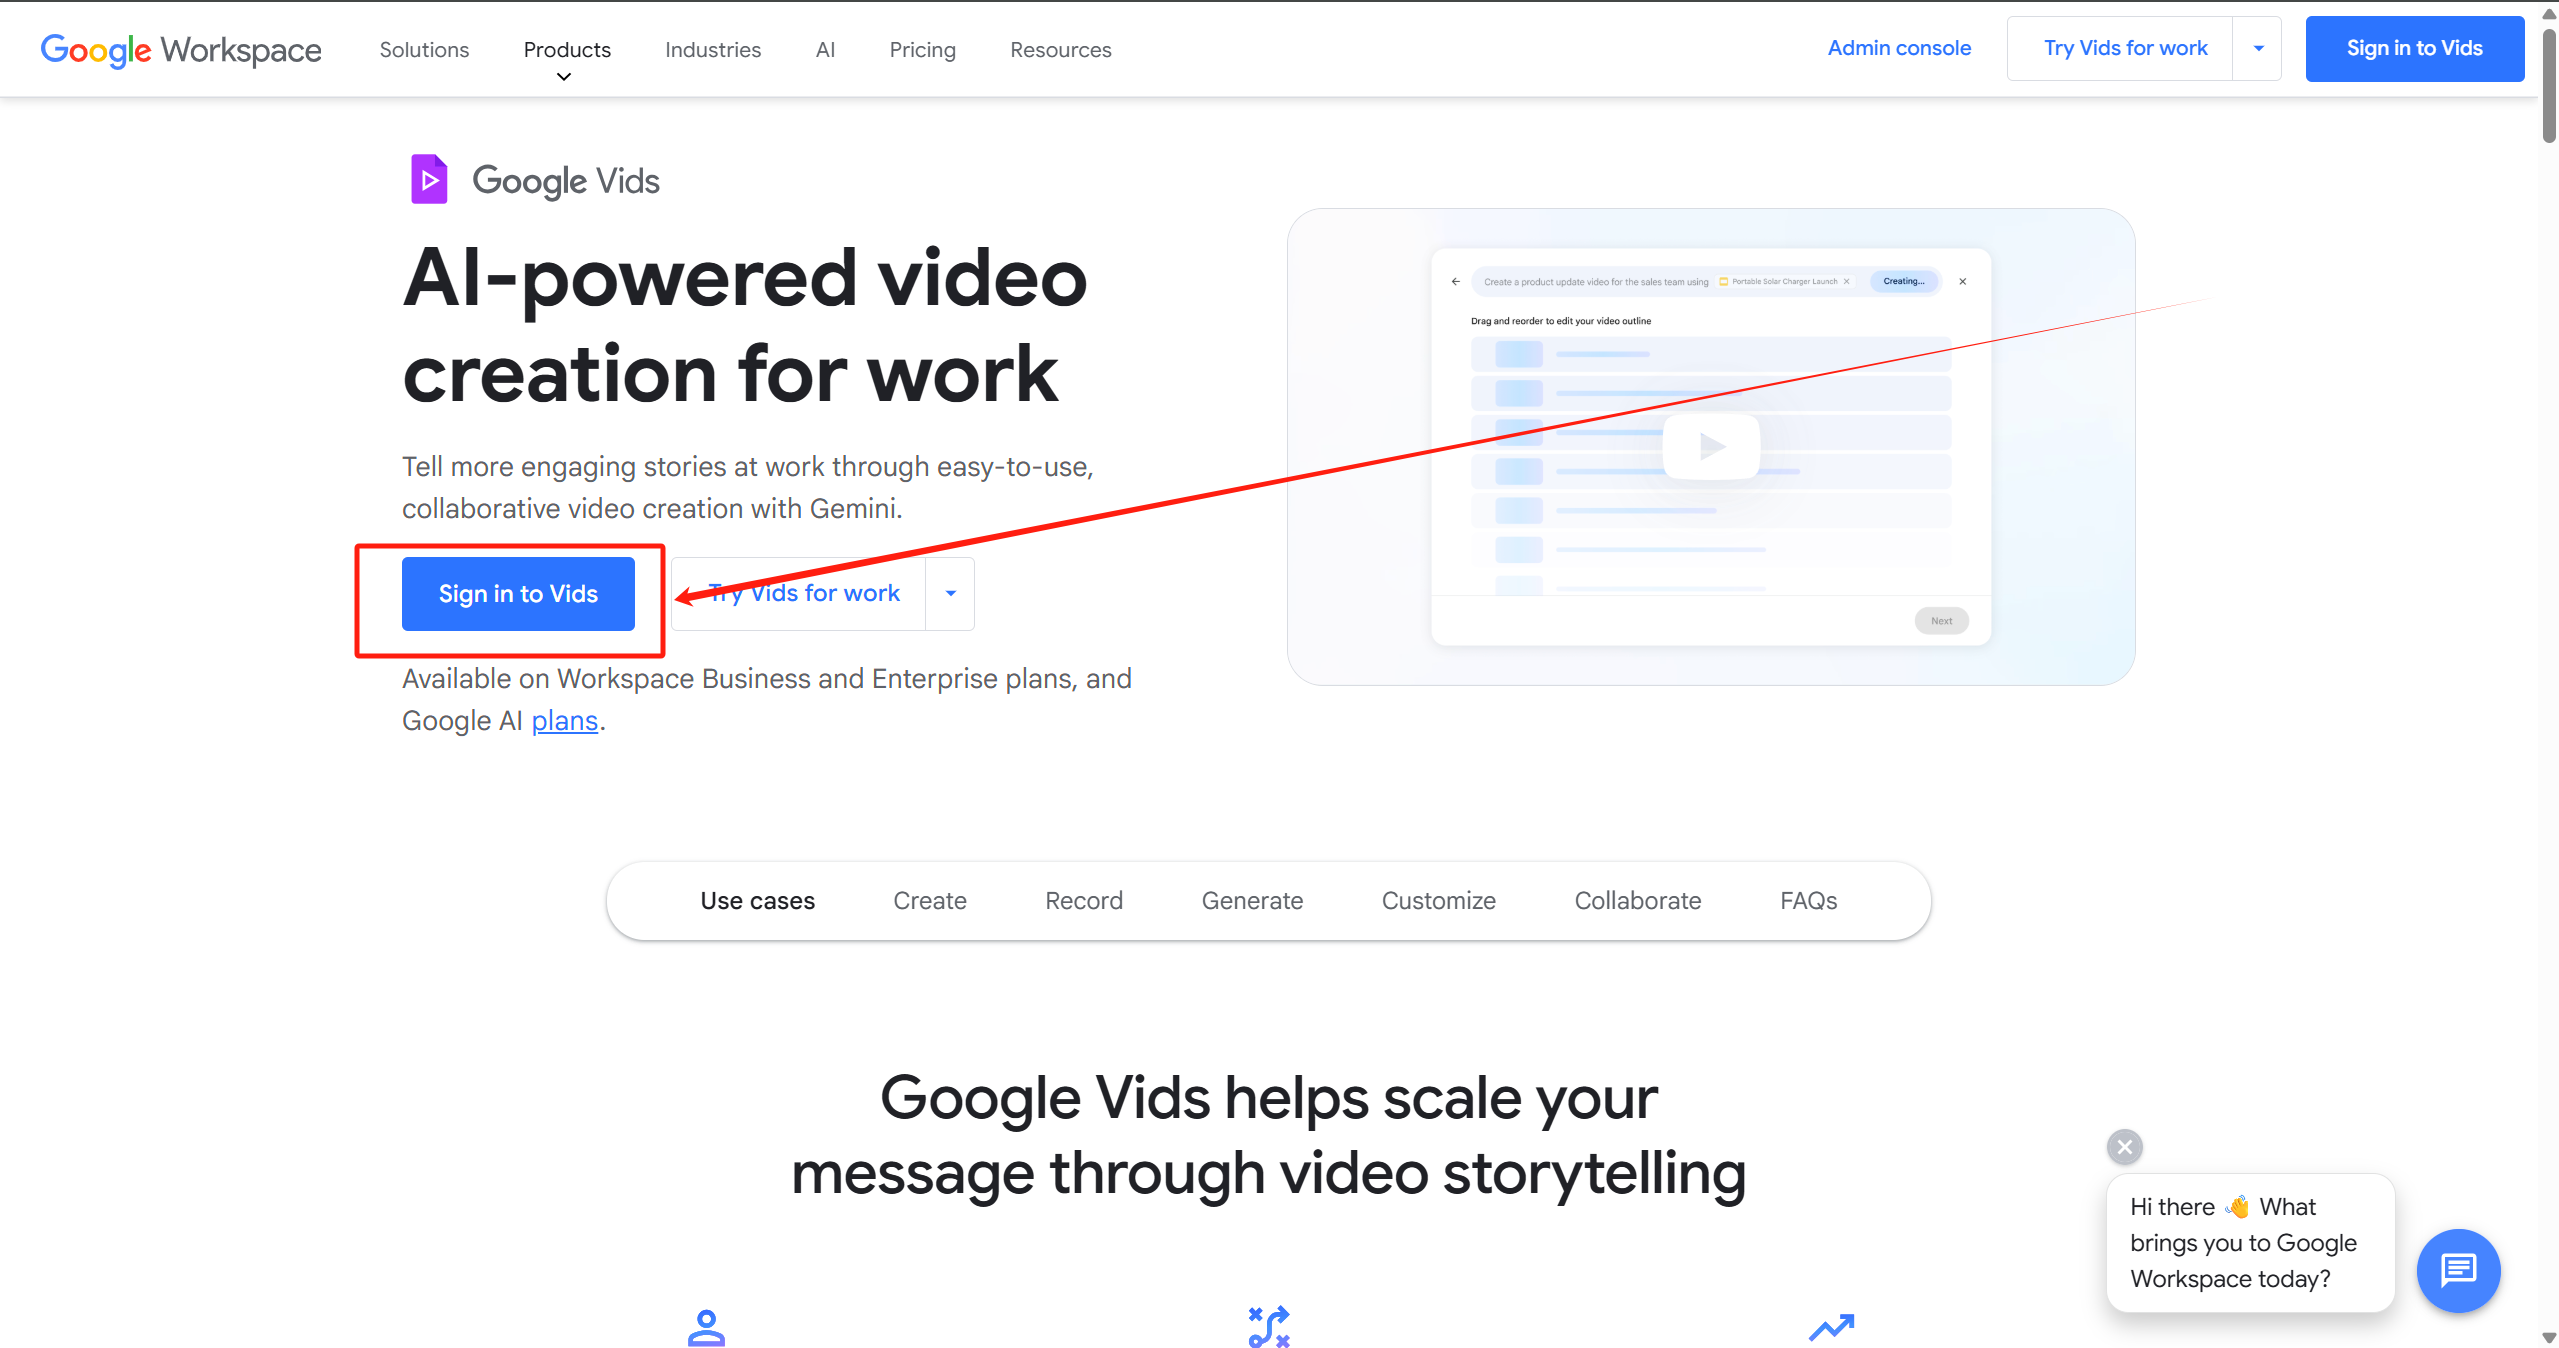 Google Workspace
Solutions
Products
Industries
AI
Pricing
Resources
Admin console
Try Vids for work
Sign in to Vids
Google Vids
AI-powered video
creation for work
Tell more engaging stories at work through easy-to-use,
collaborative video creation with Gemini.
Sign in to Vids
Try Vids for work
Available on Workspace Business and Enterprise plans, and
Google AI plans.
Create a product update video for the sales team using
Portable Solar Charger Launch
Creating...
Drag and reorder to edit your video outline
Next
Use cases
Create
Record
Generate
Customize
Collaborate
FAQs
Google Vids helps scale your
message through video storytelling
Hi there 👋 What
brings you to Google
Workspace today?